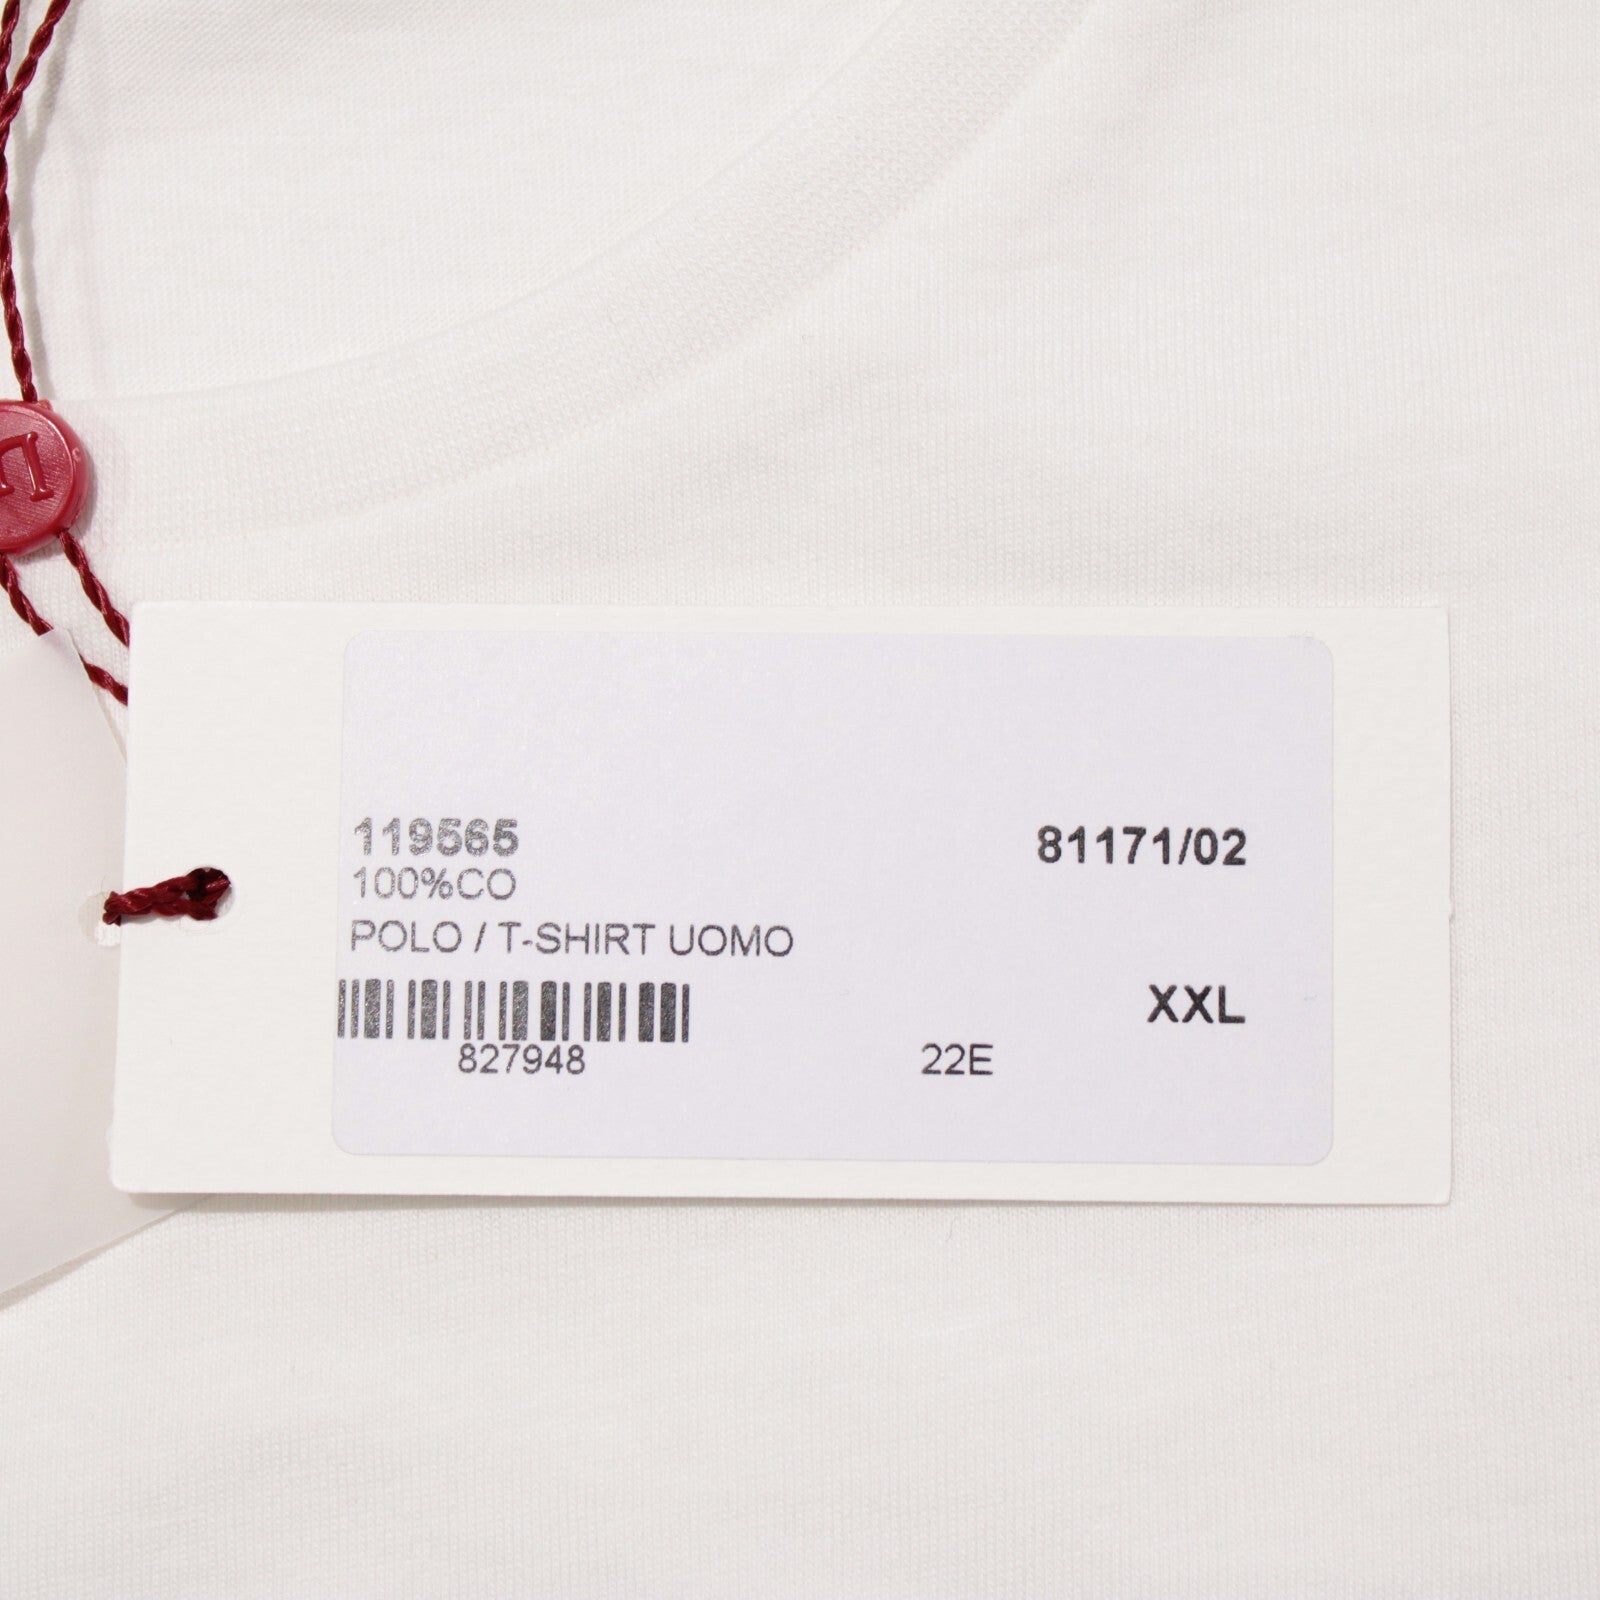 119565
81171/02
100%CO
POLO / T-SHIRT UOMO
XXL
827948
22E